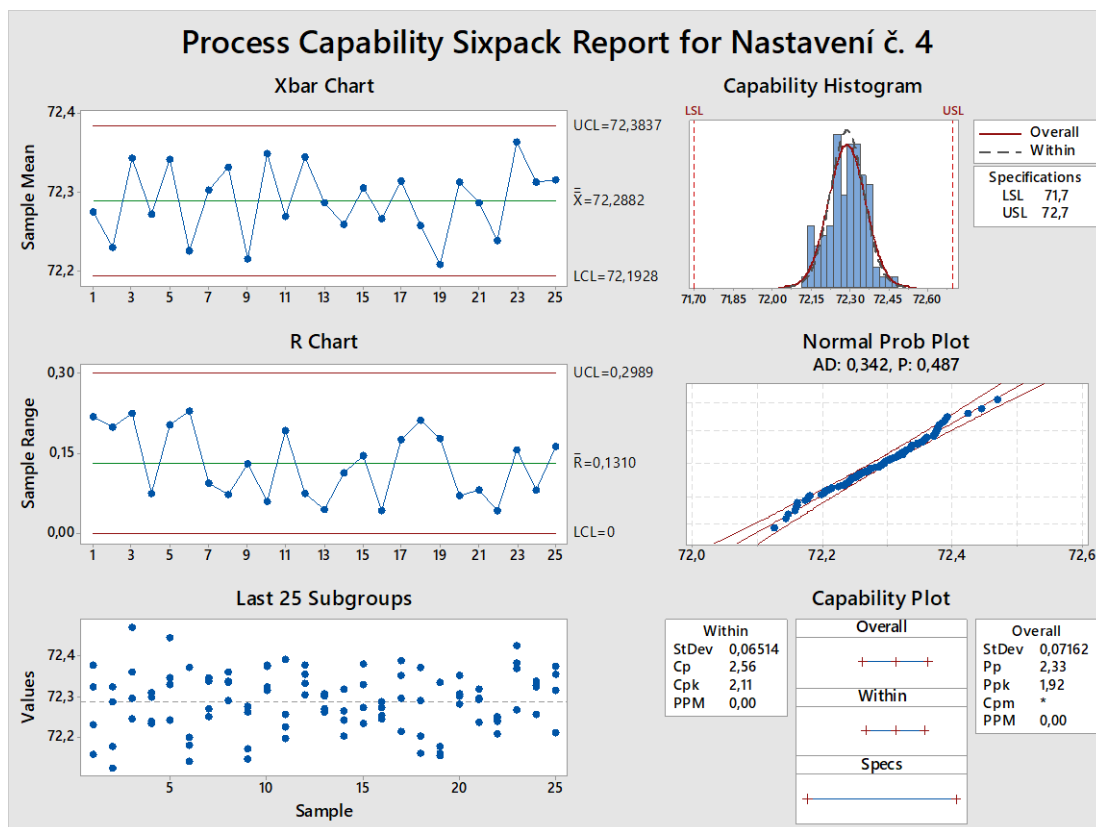 Process Capability Sixpack Report for Nastavení č. 4
Xbar Chart
Sample Mean
72,4
72,3
72,2
1 3 5 7 9 11 13 15 17 19 21 23 25
UCL=72,3837
X̿=72,2882
LCL=72,1928
R Chart
Sample Range
0,30
0,15
0,00
1 3 5 7 9 11 13 15 17 19 21 23 25
UCL=0,2989
R̄=0,1310
LCL=0
Last 25 Subgroups
Values
72,4
72,3
72,2
5 10 15 20 25
Sample
Capability Histogram
LSL USL
71,70 71,85 72,00 72,15 72,30 72,45 72,60
Overall
Within
Specifications
LSL 71,7
USL 72,7
Normal Prob Plot
AD: 0,342, P: 0,487
72,0 72,2 72,4 72,6
Capability Plot
Within
StDev 0,06514
Cp 2,56
Cpk 2,11
PPM 0,00
Overall
Within
Specs
Overall
StDev 0,07162
Pp 2,33
Ppk 1,92
Cpm *
PPM 0,00